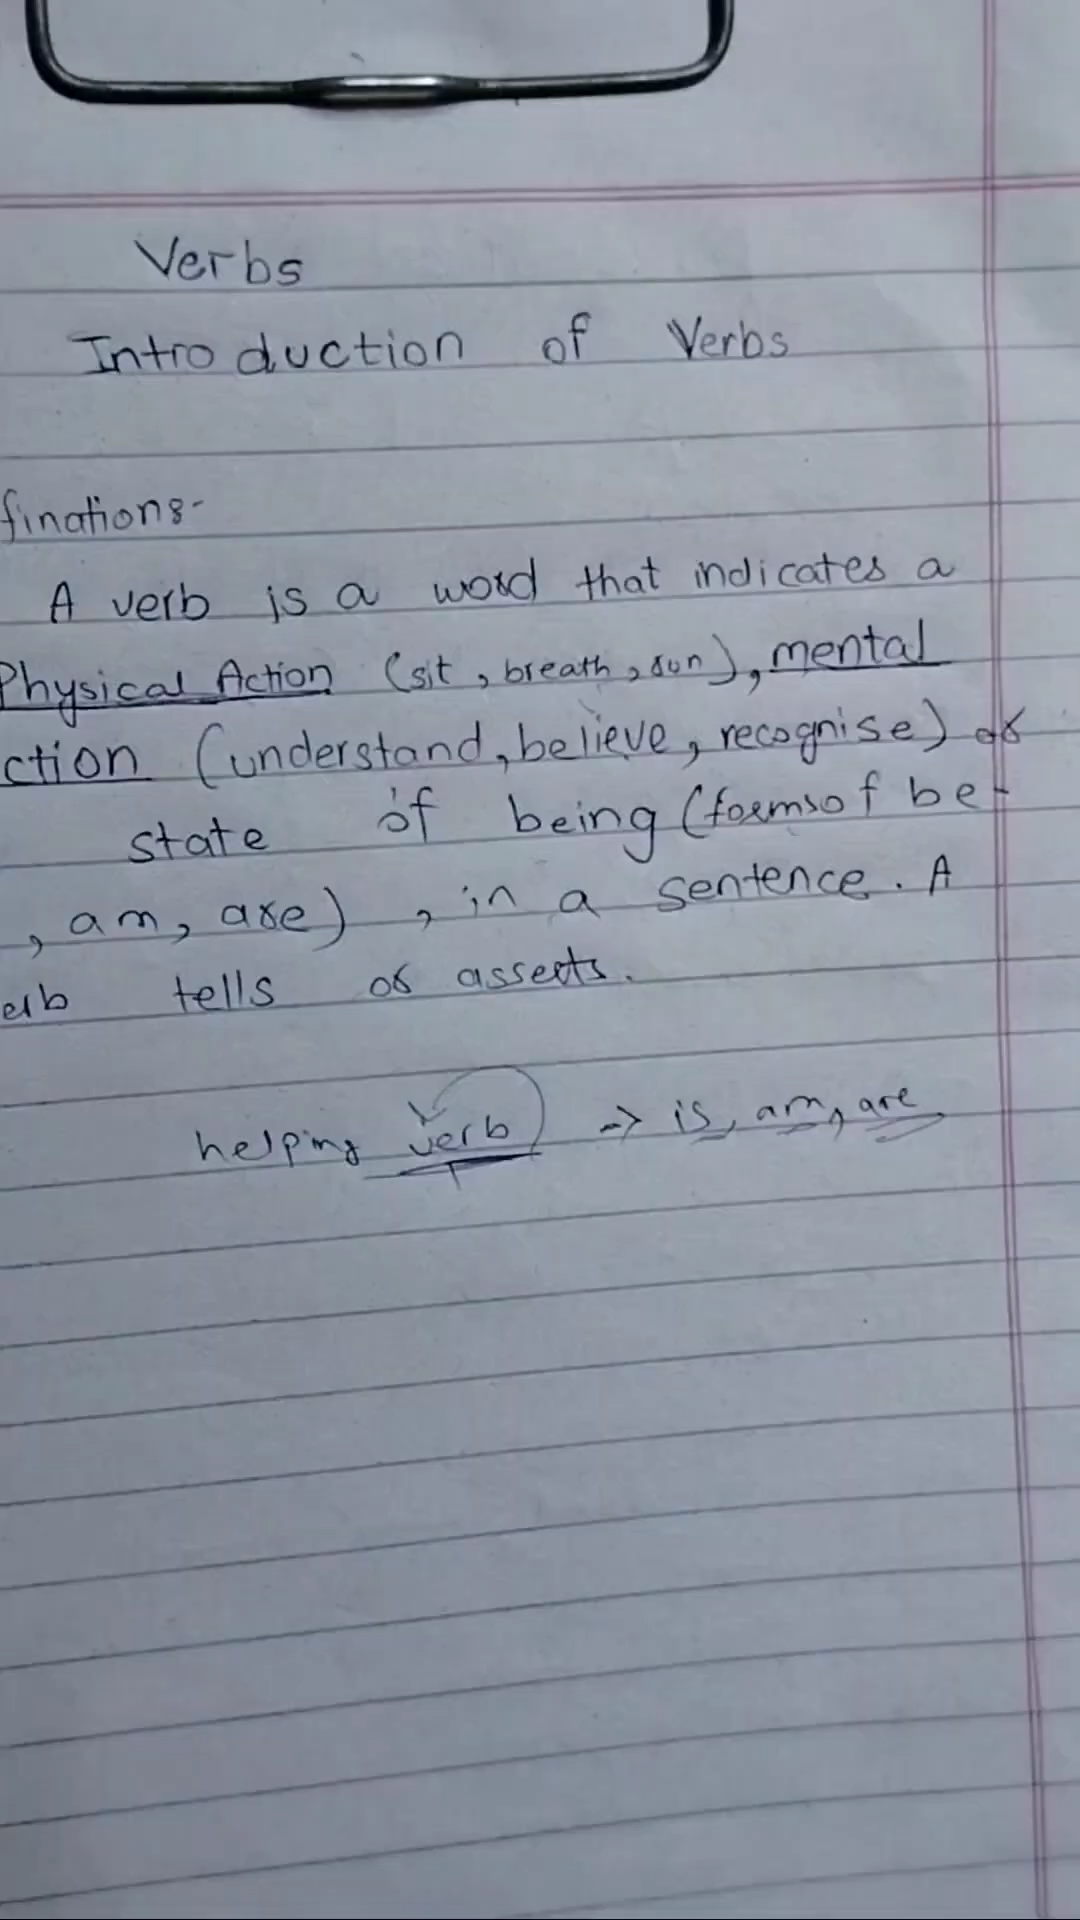 Verbs
Introduction of Verbs
finations-
A verb is a word that indicates a
Physical Action (sit, breath, run), mental
ction (understand, believe, recognise) or
state of being (forms of be-
, am, are) , in a sentence. A
erb tells or asserts.
helping verb → is, am, are